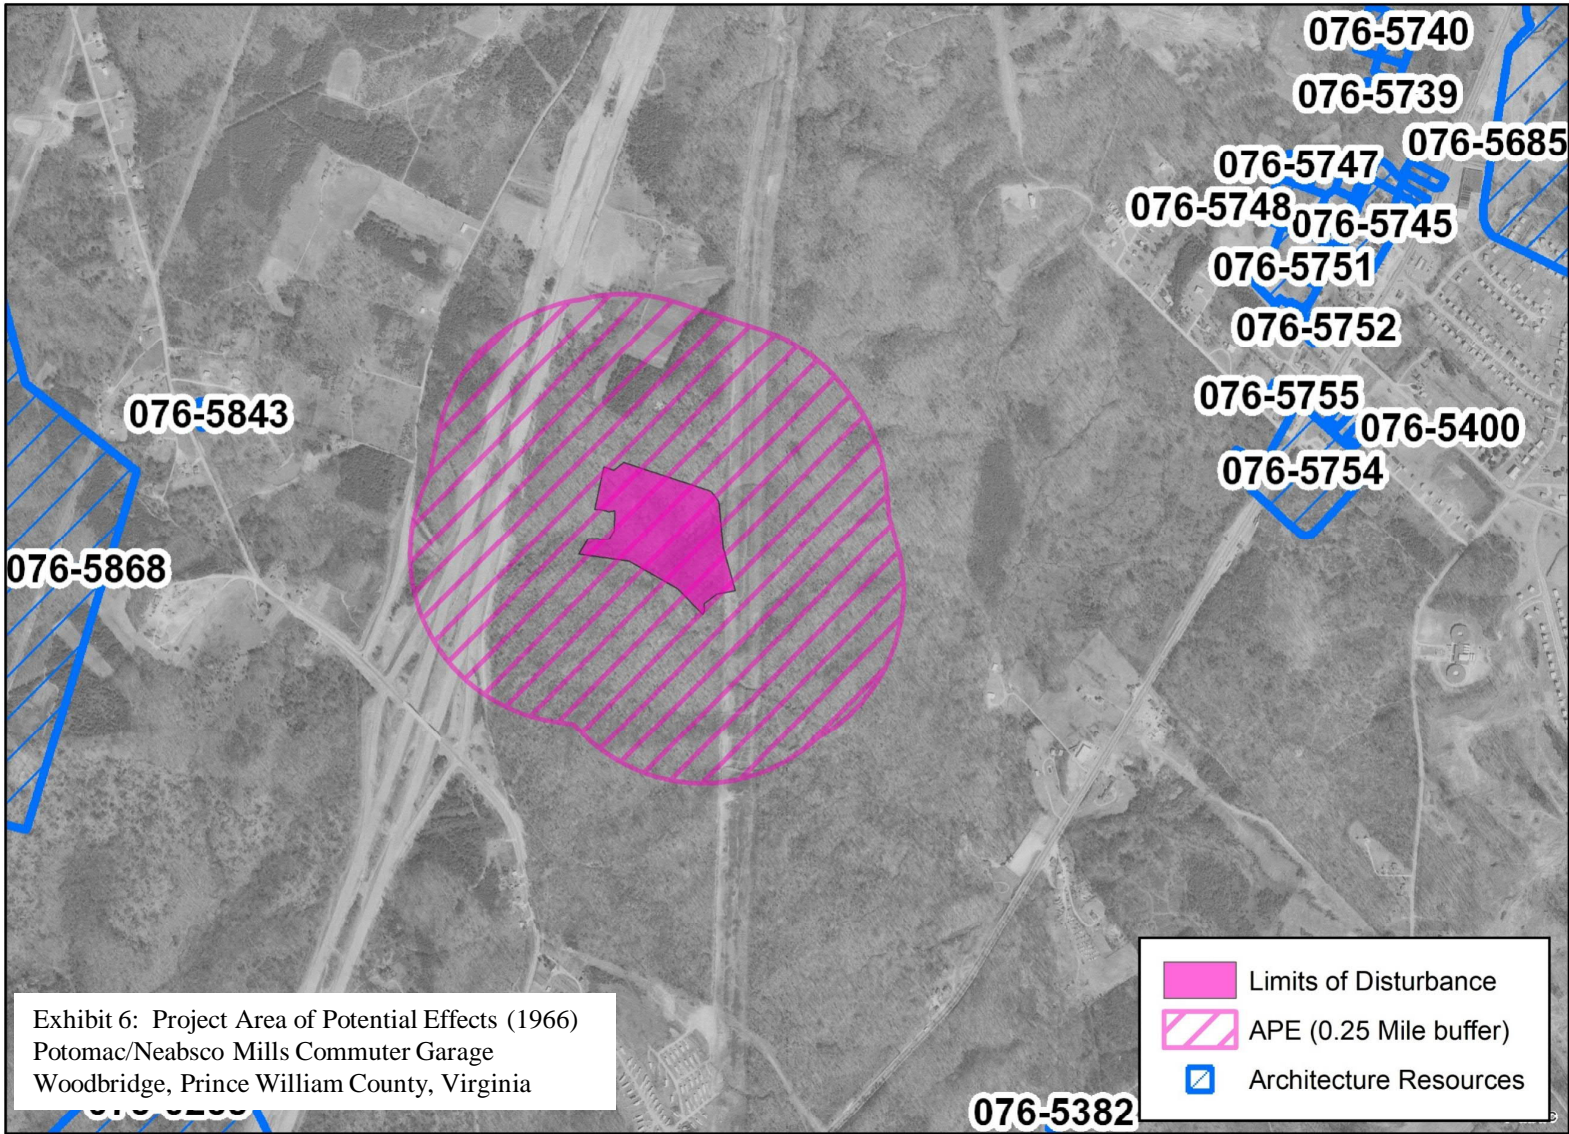 076-5740
076-5739
076-5685
076-5747
076-5748
076-5745
076-5751
076-5752
076-5843
076-5755
076-5400
076-5754
076-5868
Exhibit 6: Project Area of Potential Effects (1966)
Potomac/Neabsco Mills Commuter Garage
Woodbridge, Prince William County, Virginia
076-5382
Limits of Disturbance
APE (0.25 Mile buffer)
Architecture Resources